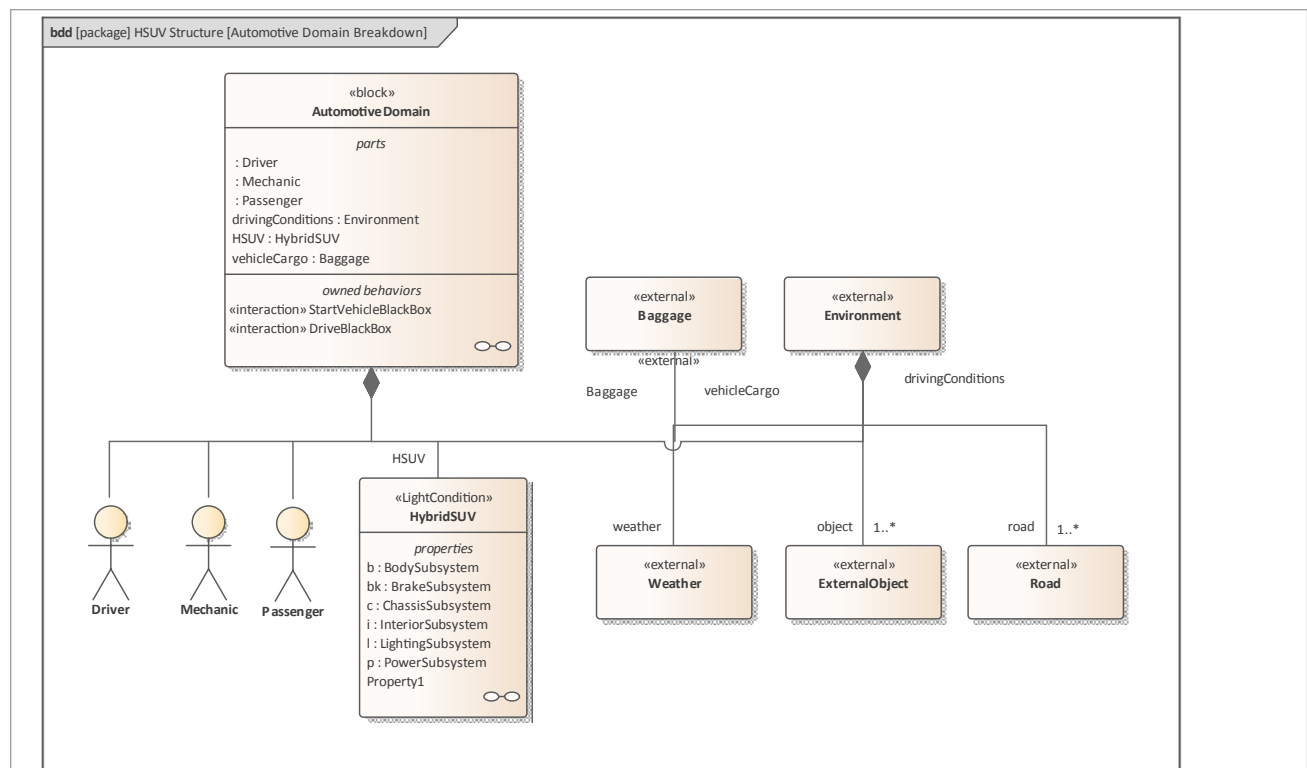 bdd [package] HSUV Structure [Automotive Domain Breakdown]
«block»
AutomotiveDomain
parts
: Driver
: Mechanic
: Passenger
drivingConditions : Environment
HSUV : HybridSUV
vehicleCargo : Baggage
owned behaviors
«interaction» StartVehicleBlackBox
«interaction» DriveBlackBox
«external»
Baggage
«external»
Environment
«external»
Baggage
vehicleCargo
drivingConditions
HSUV
«LightCondition»
HybridSUV
properties
b : BodySubsystem
bk : BrakeSubsystem
c : ChassisSubsystem
i : InteriorSubsystem
l : LightingSubsystem
p : PowerSubsystem
Property1
Driver
Mechanic
Passenger
weather
object
1..*
road
1..*
«external»
Weather
«external»
ExternalObject
«external»
Road